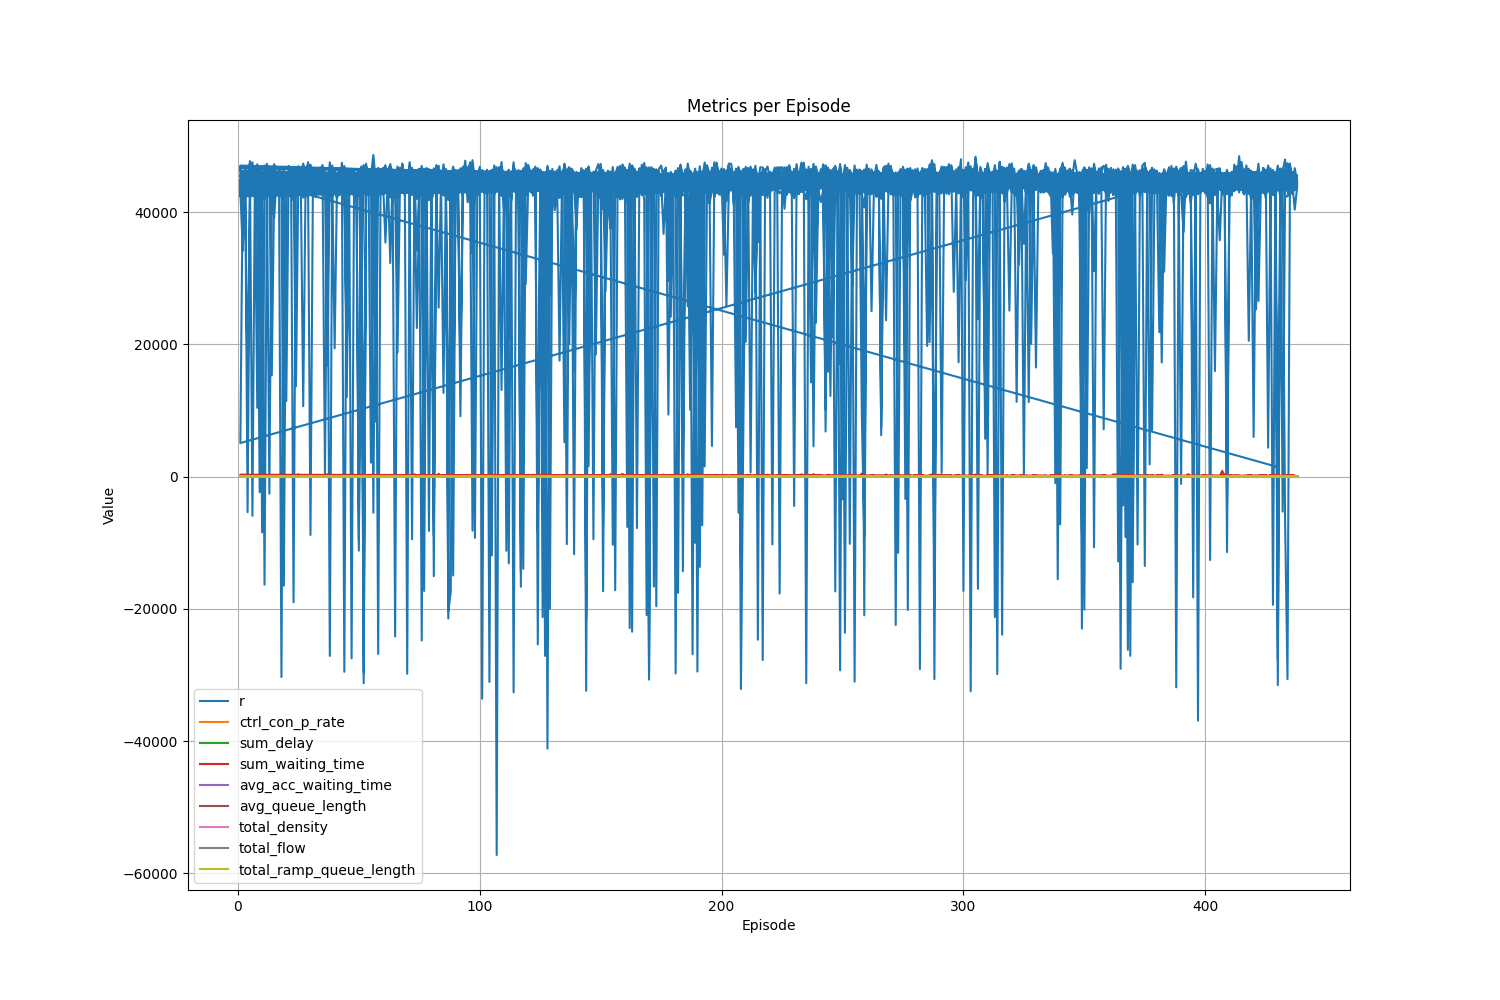 Metrics per Episode
Value
40000
20000
0
−20000
−40000
−60000
r
ctrl_con_p_rate
sum_delay
sum_waiting_time
avg_acc_waiting_time
avg_queue_length
total_density
total_flow
total_ramp_queue_length
0 100 200 300 400
Episode